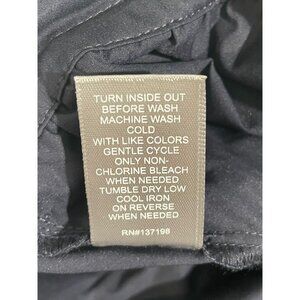 TURN INSIDE OUT
BEFORE WASH
MACHINE WASH
COLD
WITH LIKE COLORS
GENTLE CYCLE
ONLY NON-
CHLORINE BLEACH
WHEN NEEDED
TUMBLE DRY LOW
COOL IRON
ON REVERSE
WHEN NEEDED
RN#137198